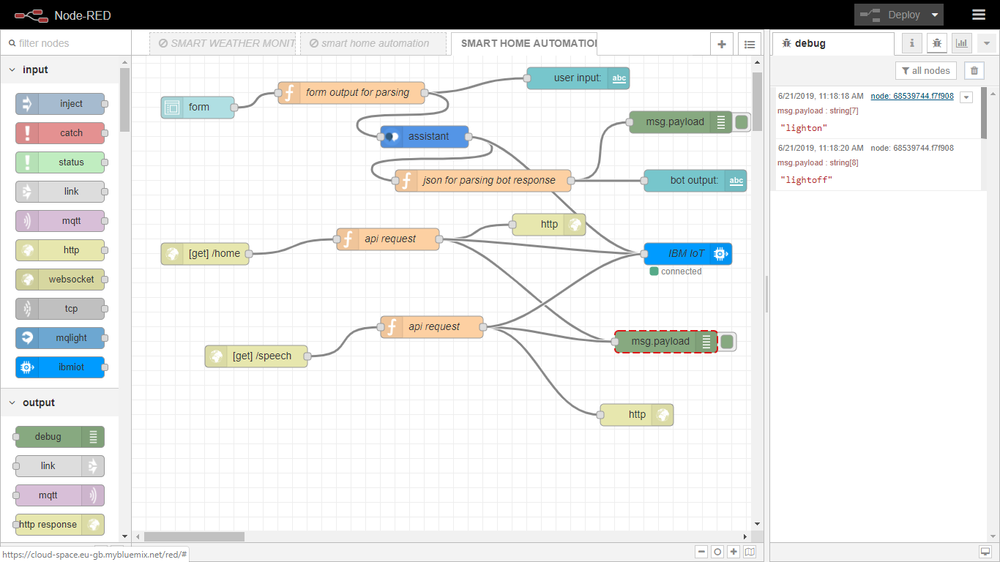 Node-RED
Deploy
filter nodes
SMART WEATHER MONIT
smart home automation
SMART HOME AUTOMATION
debug
i
all nodes
input
inject
catch
status
link
mqtt
http
websocket
tcp
mqlight
ibmiot
output
debug
link
mqtt
http response
form
form output for parsing
user input:
abc
assistant
msg.payload
json for parsing bot response
bot output:
abc
http
[get] /home
api request
IBM IoT
connected
api request
msg.payload
[get] /speech
http
6/21/2019, 11:18:18 AM node: 68539744.f7f908
msg.payload : string[7]
"lighton"
6/21/2019, 11:18:20 AM node: 68539744.f7f908
msg.payload : string[8]
"lightoff"
https://cloud-space.eu-gb.mybluemix.net/red/#